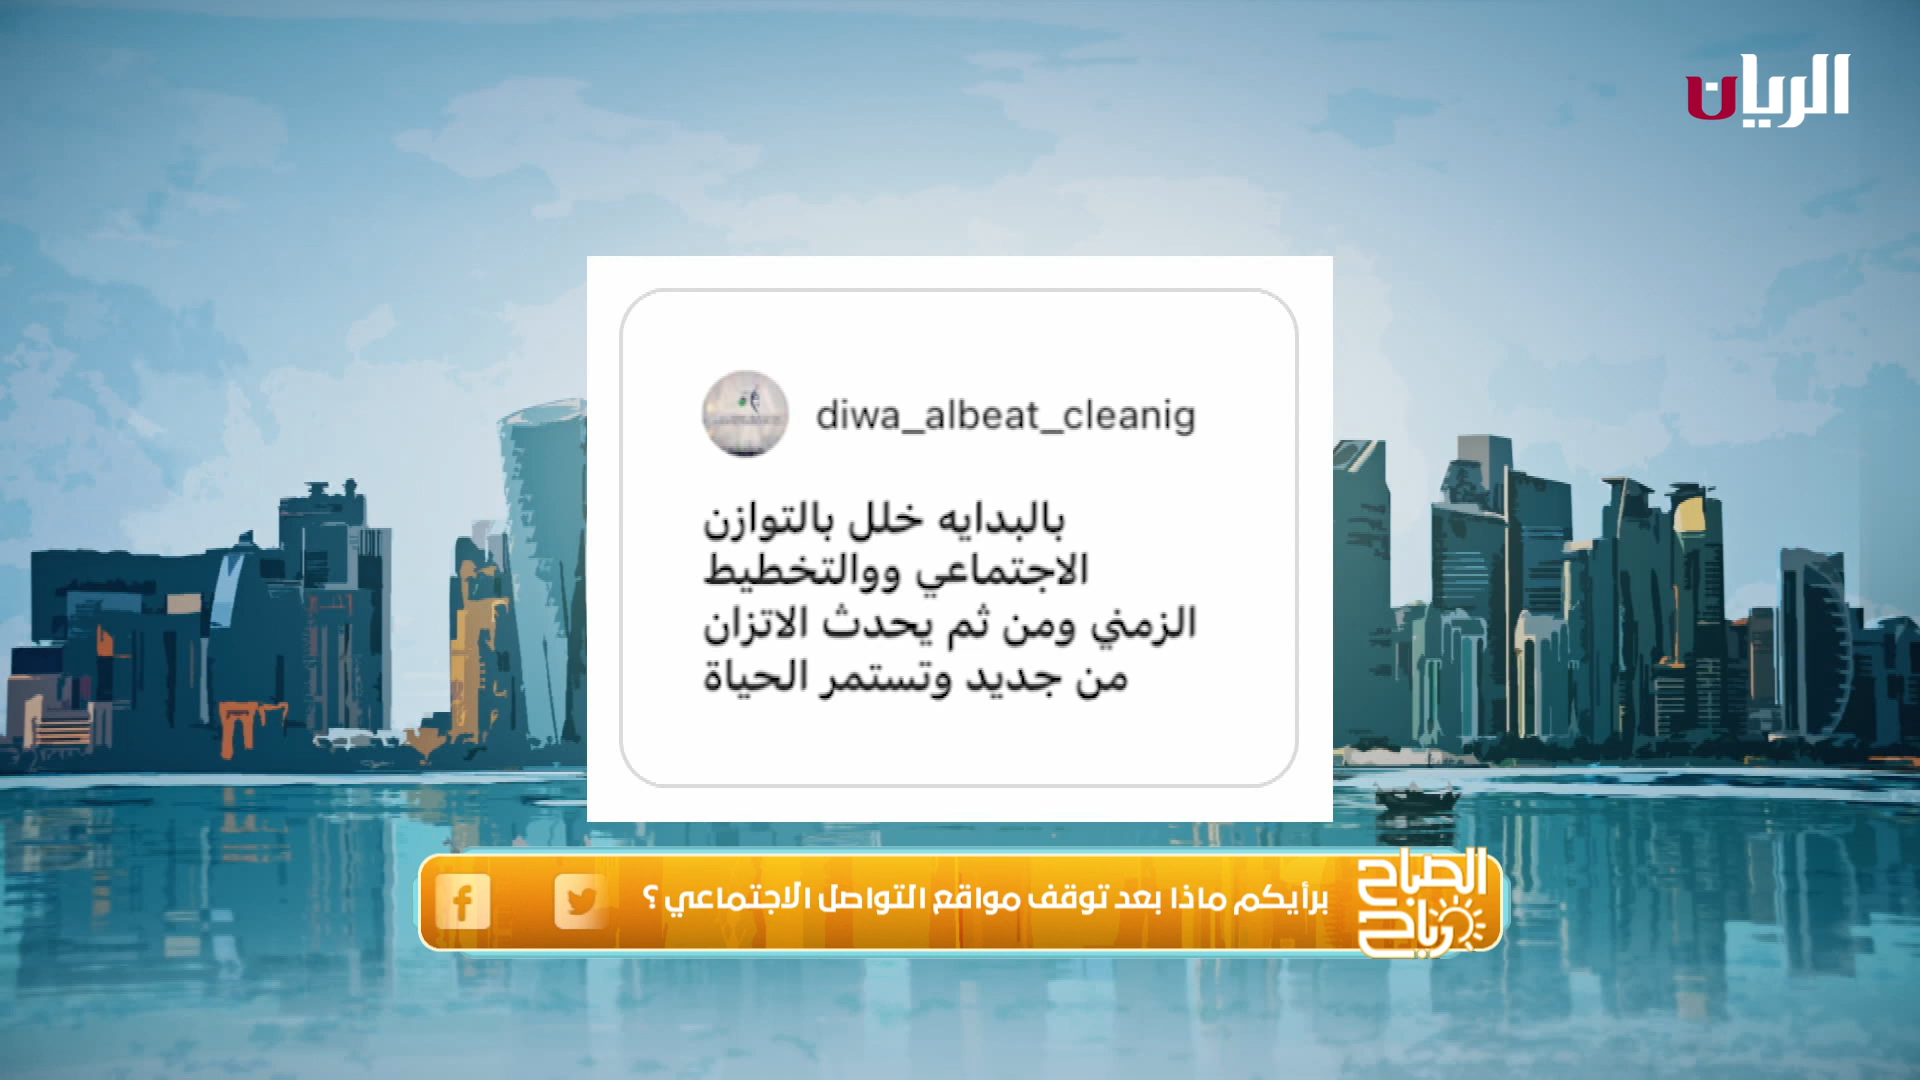 الريان
diwa_albeat_cleanig
بالبدايه خلل بالتوازن
الاجتماعي ووالتخطيط
الزمني ومن ثم يحدث الاتزان
من جديد وتستمر الحياة
برأيكم ماذا بعد توقف مواقع التواصل الاجتماعي ؟
الصباح
رباح